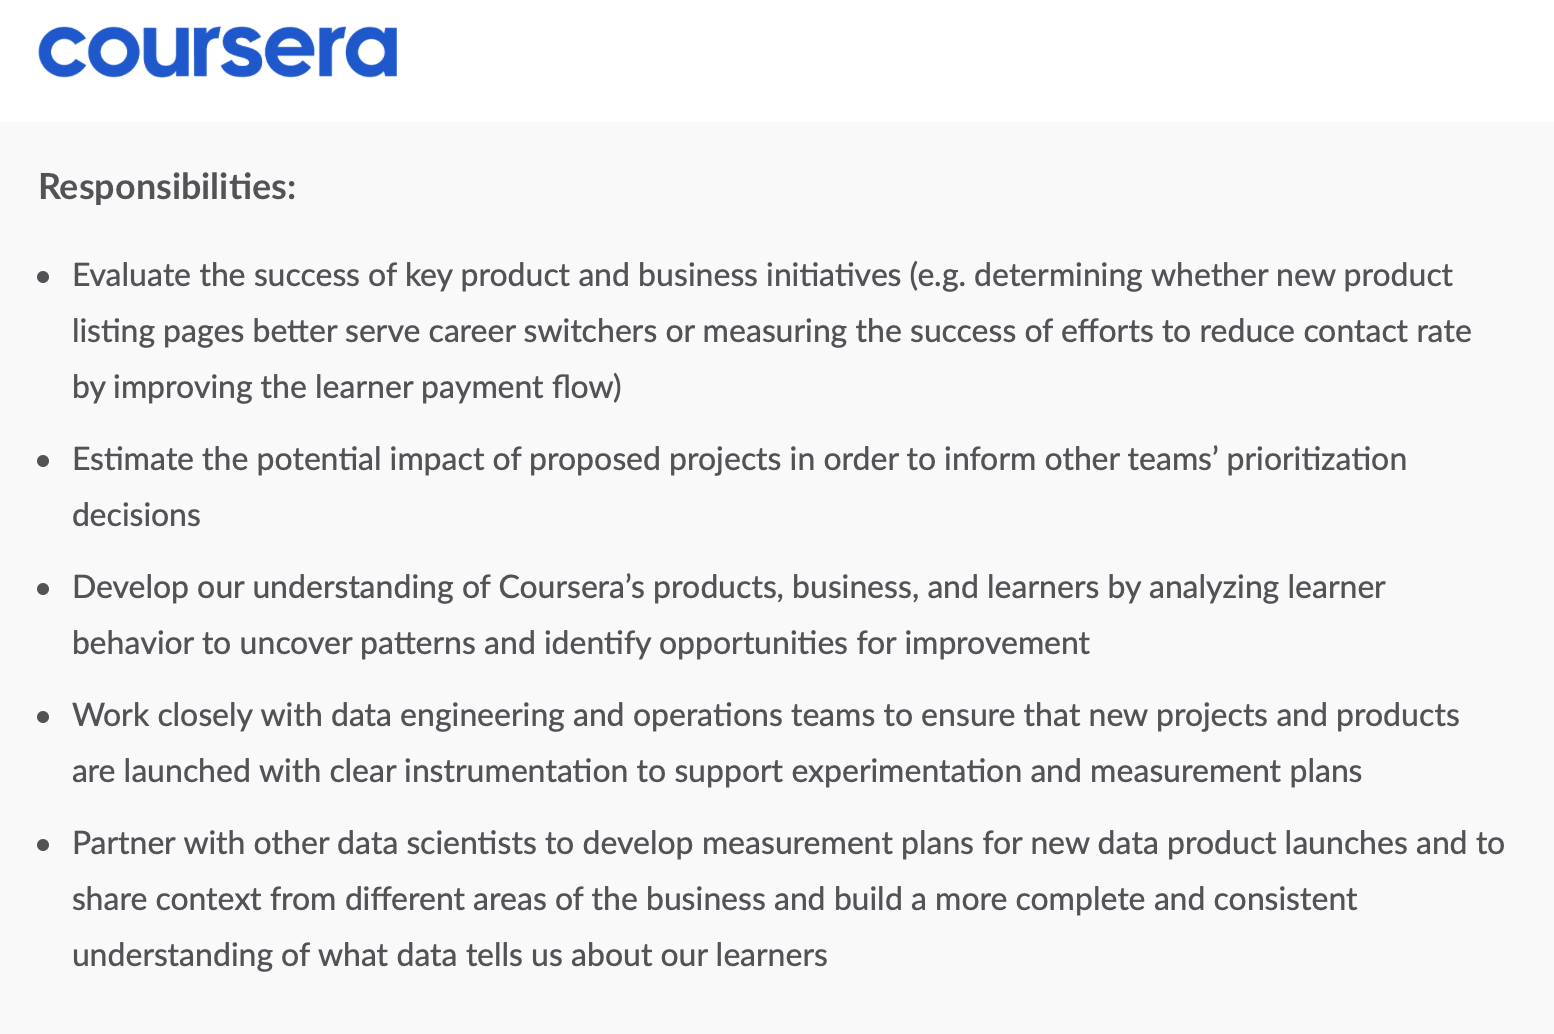 coursera
Responsibilities:
• Evaluate the success of key product and business initiatives (e.g. determining whether new product
listing pages better serve career switchers or measuring the success of efforts to reduce contact rate
by improving the learner payment flow)
• Estimate the potential impact of proposed projects in order to inform other teams’ prioritization
decisions
• Develop our understanding of Coursera’s products, business, and learners by analyzing learner
behavior to uncover patterns and identify opportunities for improvement
• Work closely with data engineering and operations teams to ensure that new projects and products
are launched with clear instrumentation to support experimentation and measurement plans
• Partner with other data scientists to develop measurement plans for new data product launches and to
share context from different areas of the business and build a more complete and consistent
understanding of what data tells us about our learners